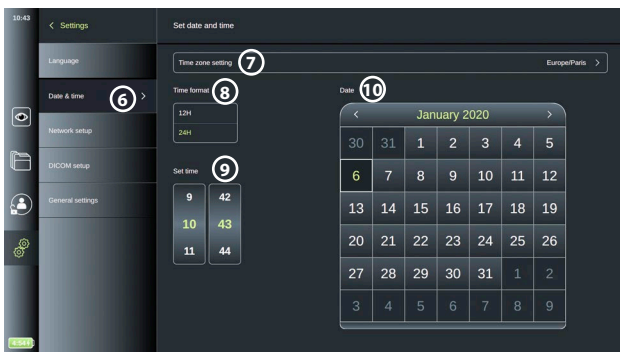 10:43
Settings
Set date and time
Language
Date & time
6
Network setup
DICOM setup
General settings
4:54+
Time zone setting
7
Europe/Paris
Time format
8
12H
24H
Set time
9
9 42
10 43
11 44
Date
10
January 2020
30 31 1 2 3 4 5
6 7 8 9 10 11 12
13 14 15 16 17 18 19
20 21 22 23 24 25 26
27 28 29 30 31 1 2
3 4 5 6 7 8 9